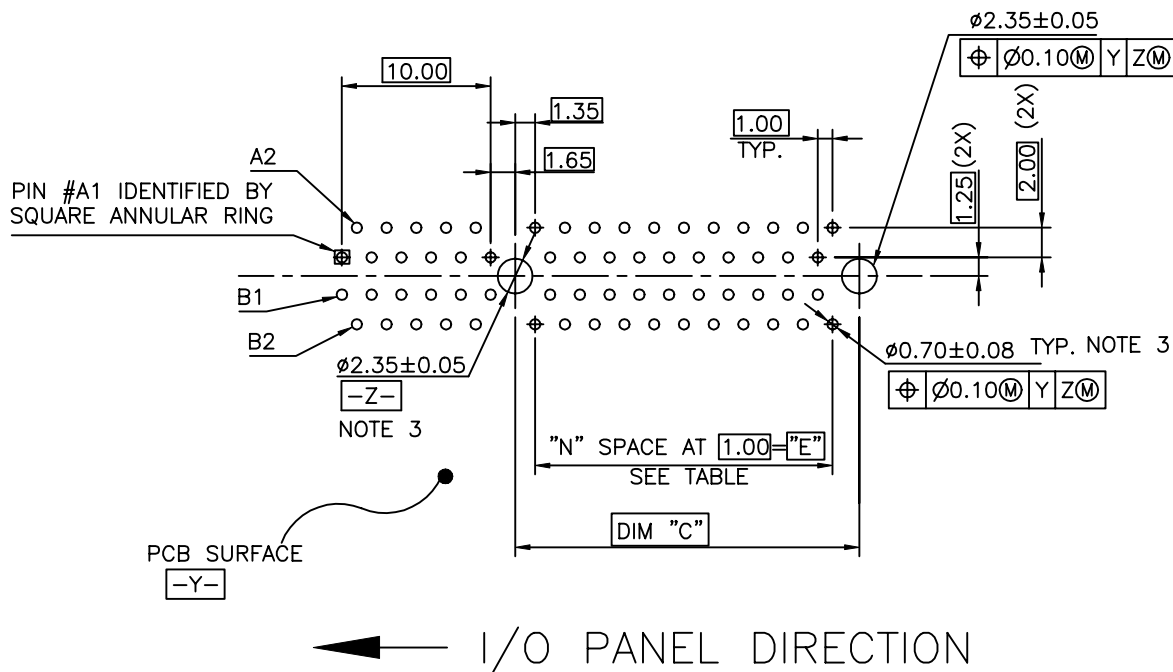 ø2.35±0.05
⌖ Ø0.10Ⓜ Y ZⓂ
10.00
1.35
1.00
TYP.
1.25 (2X)
2.00 (2X)
A2
1.65
PIN #A1 IDENTIFIED BY
SQUARE ANNULAR RING
B1
B2
ø2.35±0.05
-Z-
NOTE 3
ø0.70±0.08 TYP. NOTE 3
⌖ Ø0.10Ⓜ Y ZⓂ
"N" SPACE AT 1.00="E"
SEE TABLE
DIM "C"
PCB SURFACE
-Y-
I/O PANEL DIRECTION